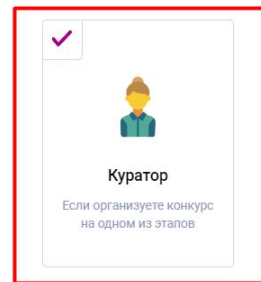 Куратор
Если организуете конкурс
на одном из этапов